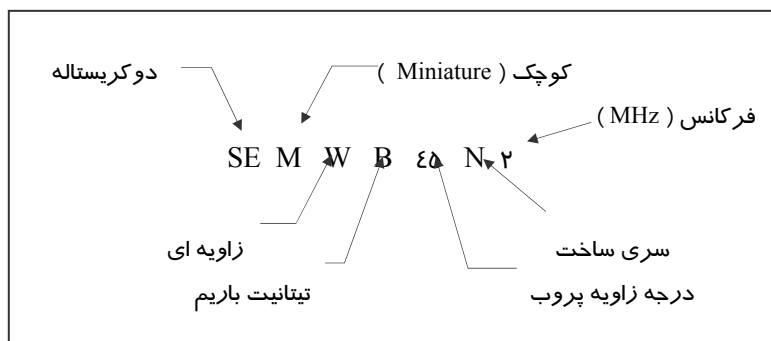 دوکریستاله
کوچک ( Miniature )
فرکانس ( MHz )
SE M W B ٤٥ N ٢
زاویه ای
سری ساخت
تیتانیت باریم
درجه زاویه پروب